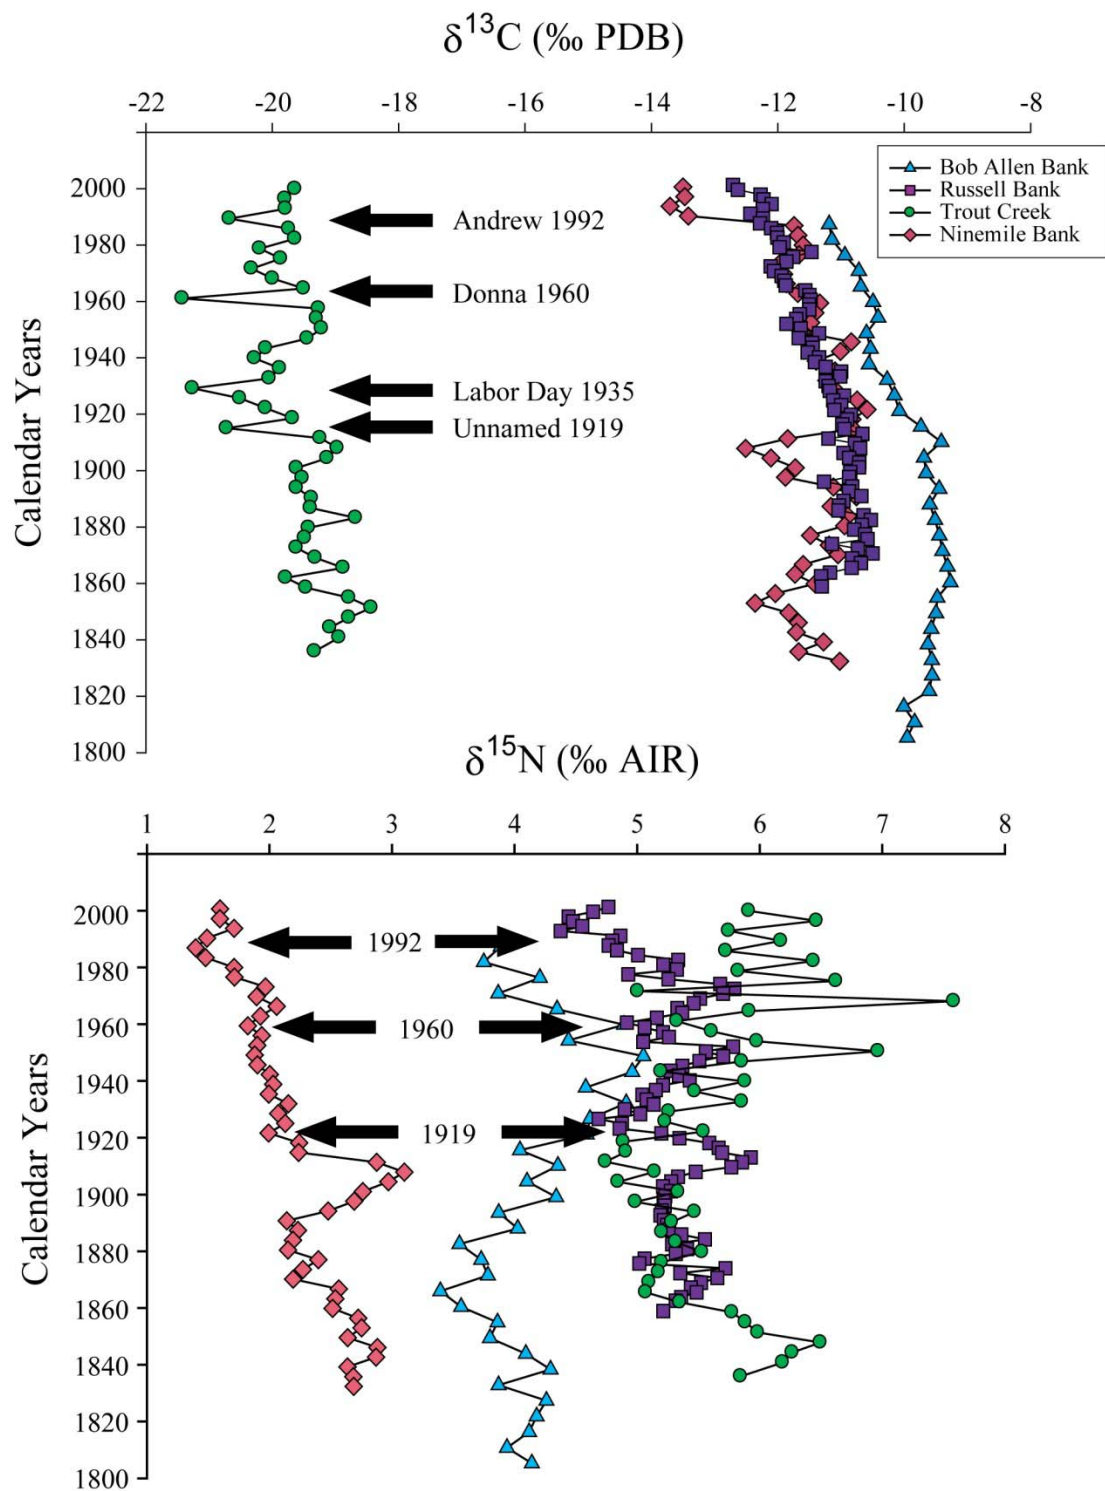 δ13C (‰ PDB)
-22 -20 -18 -16 -14 -12 -10 -8
Bob Allen Bank
Russell Bank
Trout Creek
Ninemile Bank
2000
Andrew 1992
1980
1960
Donna 1960
1940
Labor Day 1935
1920
Unnamed 1919
1900
1880
1860
1840
1820
1800
Calendar Years
δ15N (‰ AIR)
1 2 3 4 5 6 7 8
2000
1992
1980
1960
1960
1940
1920
1919
1900
1880
1860
1840
1820
1800
Calendar Years